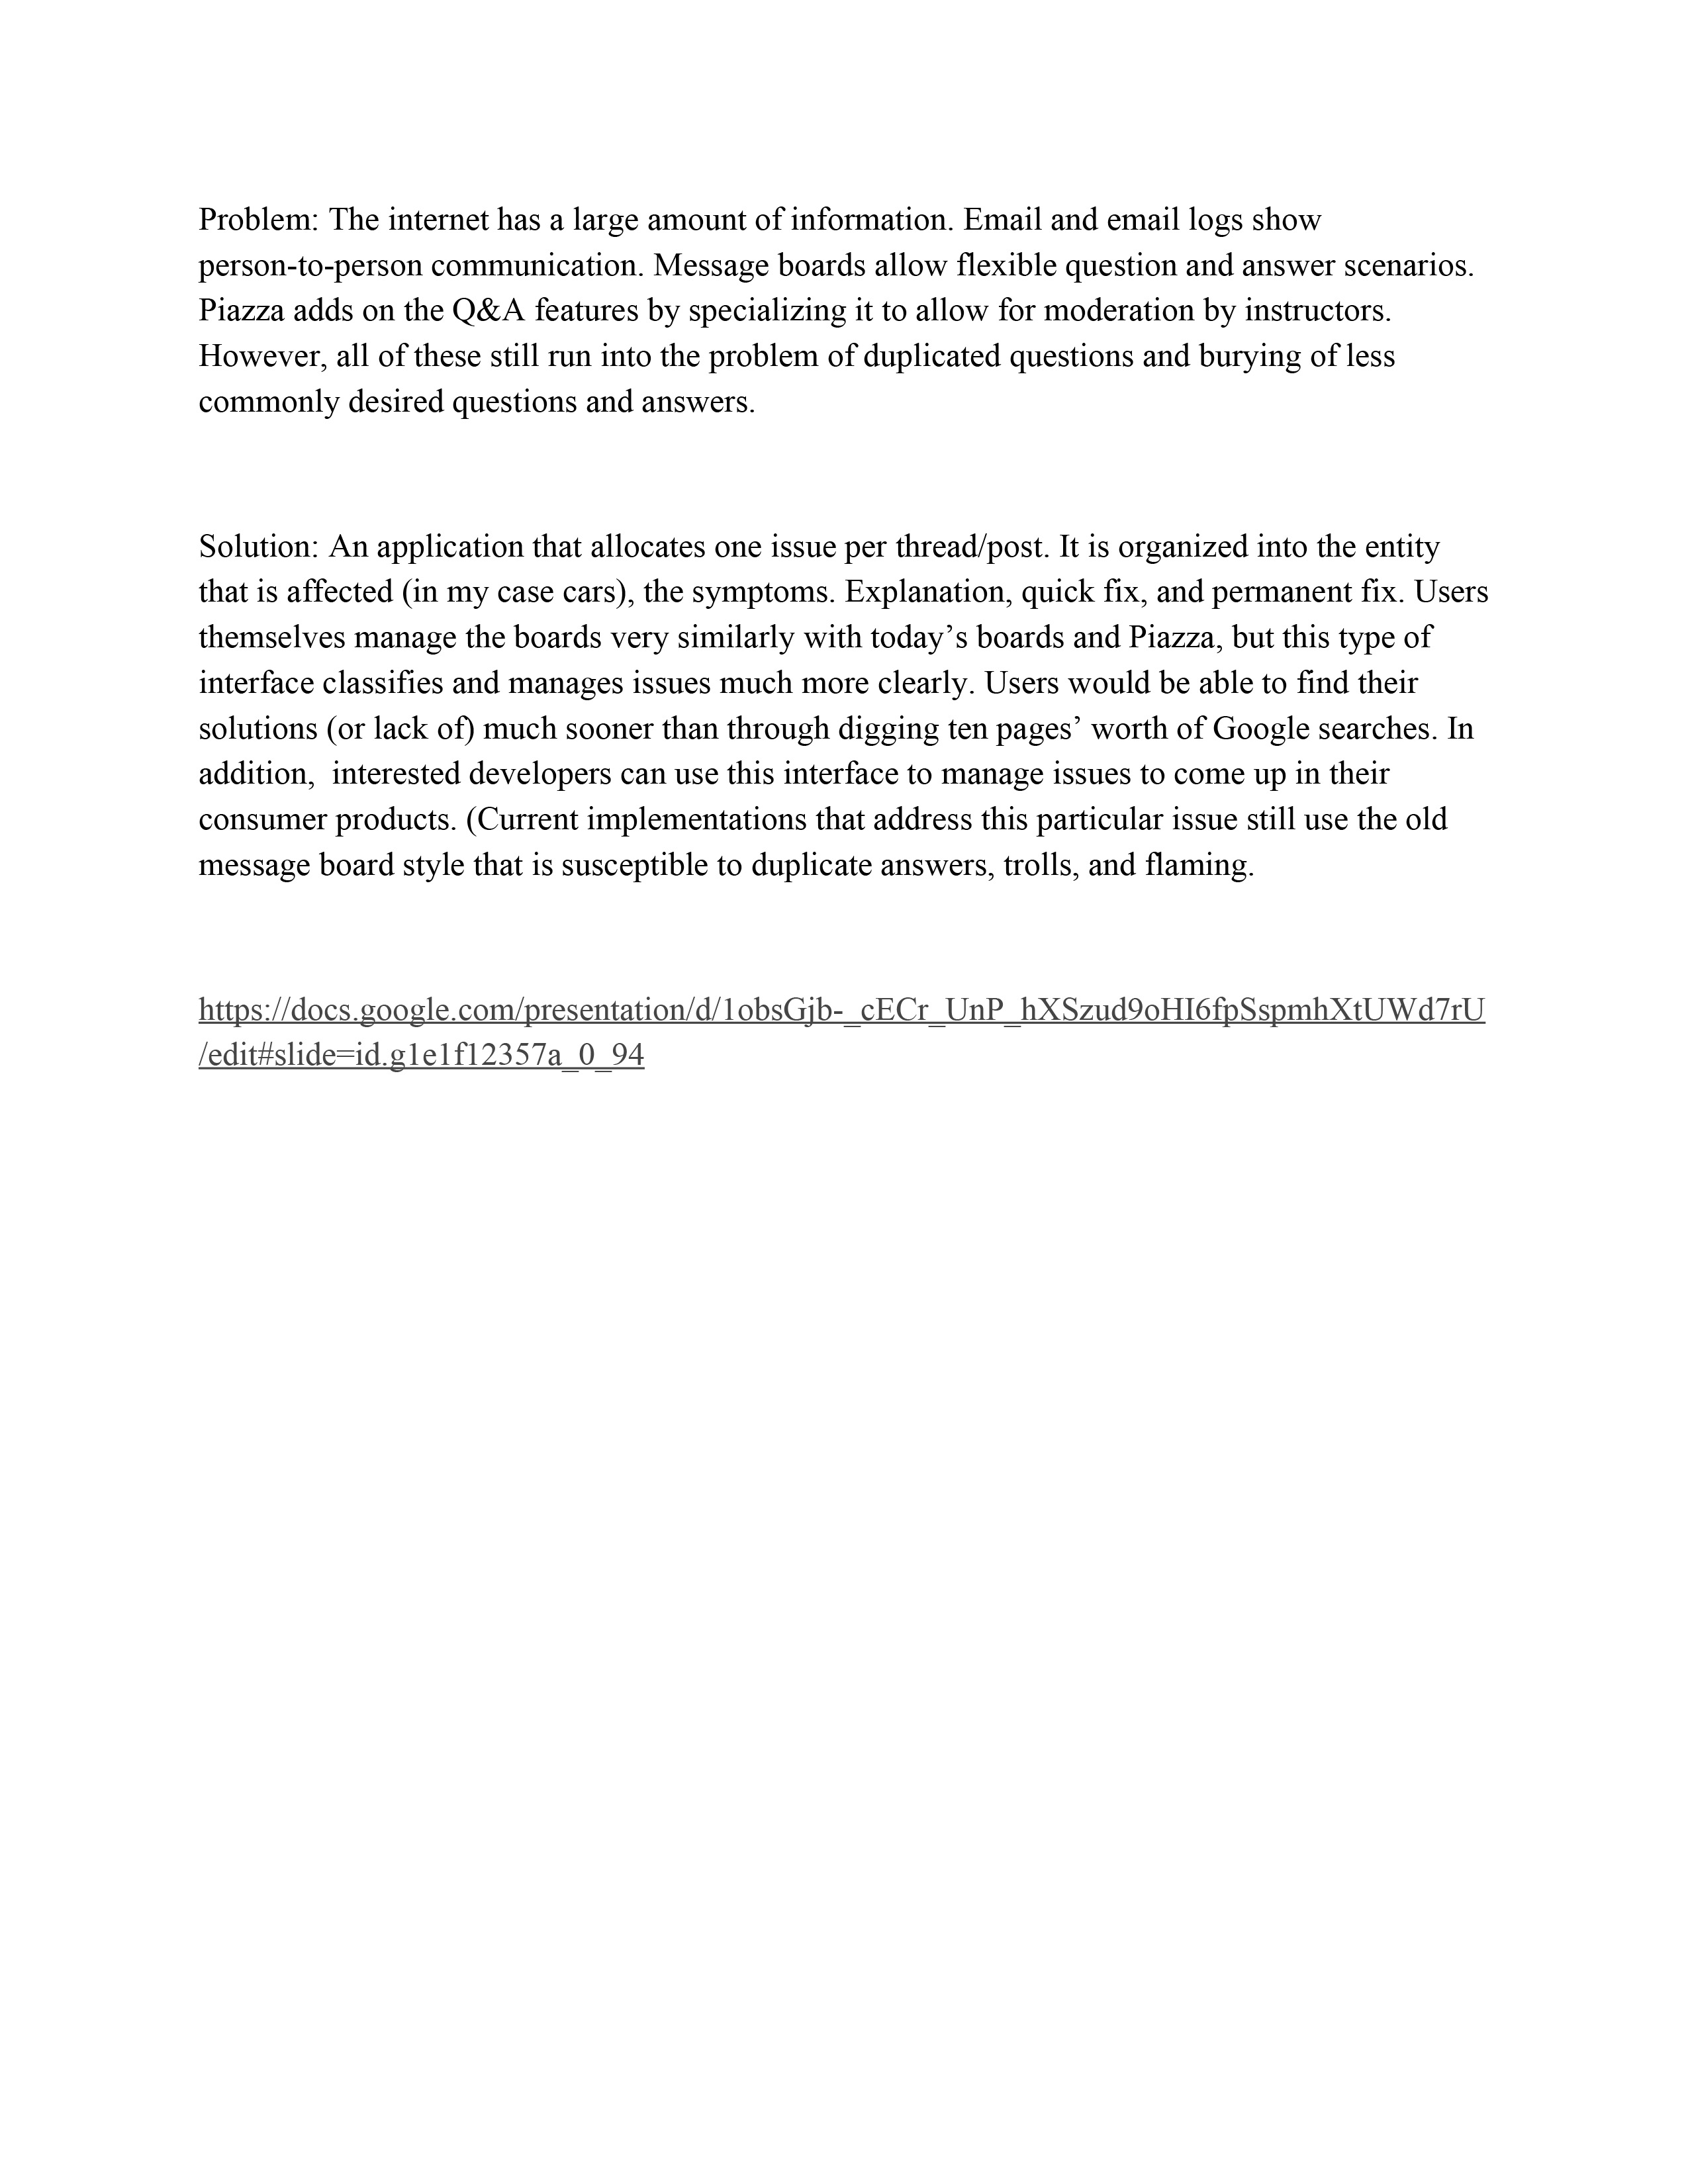 Problem: The internet has a large amount of information. Email and email logs show
person-to-person communication. Message boards allow flexible question and answer scenarios.
Piazza adds on the Q&A features by specializing it to allow for moderation by instructors.
However, all of these still run into the problem of duplicated questions and burying of less
commonly desired questions and answers.
Solution: An application that allocates one issue per thread/post. It is organized into the entity
that is affected (in my case cars), the symptoms. Explanation, quick fix, and permanent fix. Users
themselves manage the boards very similarly with today’s boards and Piazza, but this type of
interface classifies and manages issues much more clearly. Users would be able to find their
solutions (or lack of) much sooner than through digging ten pages’ worth of Google searches. In
addition,  interested developers can use this interface to manage issues to come up in their
consumer products. (Current implementations that address this particular issue still use the old
message board style that is susceptible to duplicate answers, trolls, and flaming.
https://docs.google.com/presentation/d/1obsGjb-_cECr_UnP_hXSzud9oHI6fpSspmhXtUWd7rU
/edit#slide=id.g1e1f12357a_0_94